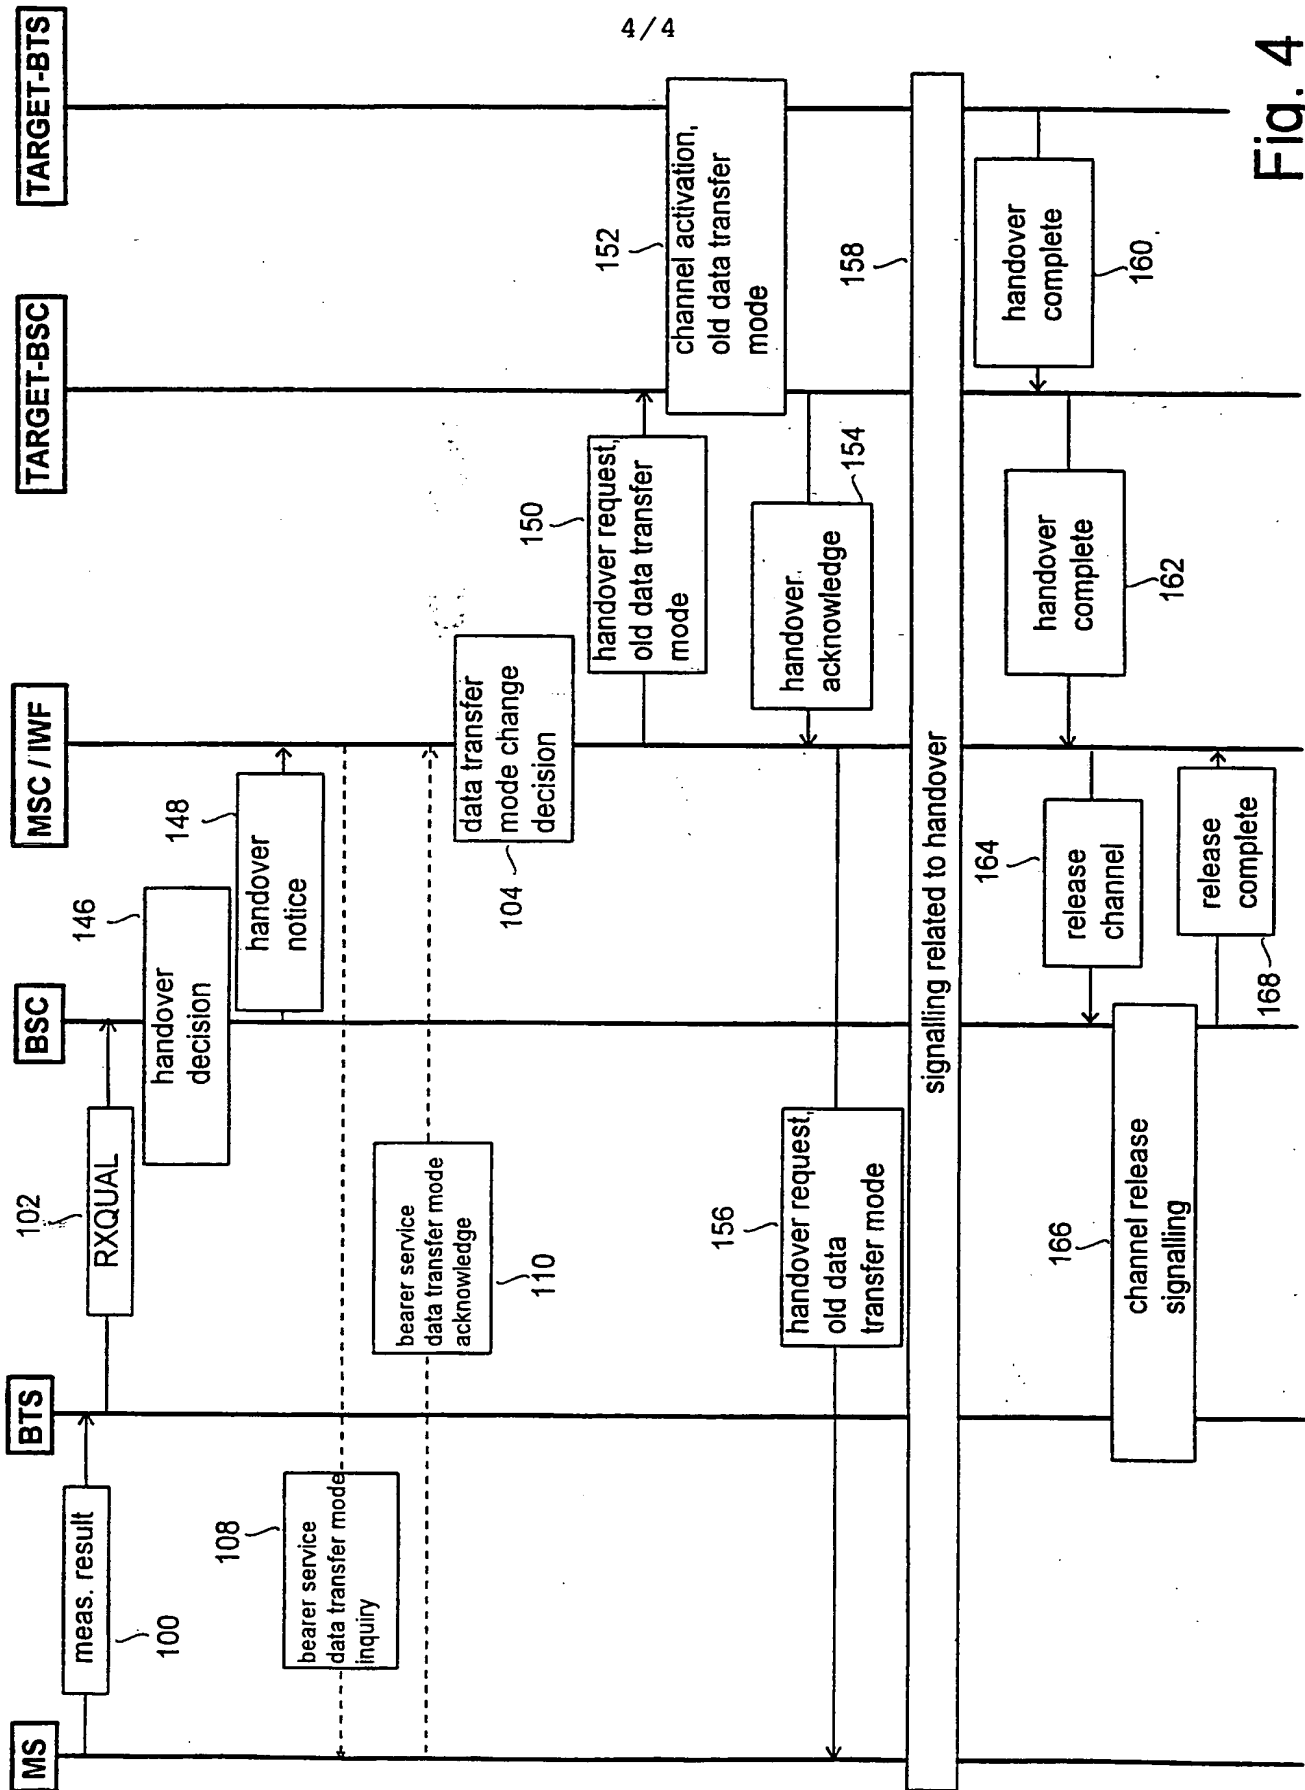 4/4
MS
BTS
BSC
MSC / IWF
TARGET-BSC
TARGET-BTS
meas. result
100
RXQUAL
102
handover
decision
146
handover
notice
148
bearer service
data transfer mode
inquiry
108
bearer service
data transfer mode
acknowledge
110
data transfer
mode change
decision
104
handover request,
old data transfer
mode
150
channel activation,
old data transfer
mode
152
handover
acknowledge
154
handover request,
old data
transfer mode
156
signalling related to handover
158
handover
complete
160
handover
complete
162
release
channel
164
channel release
signalling
166
release
complete
168
Fig. 4